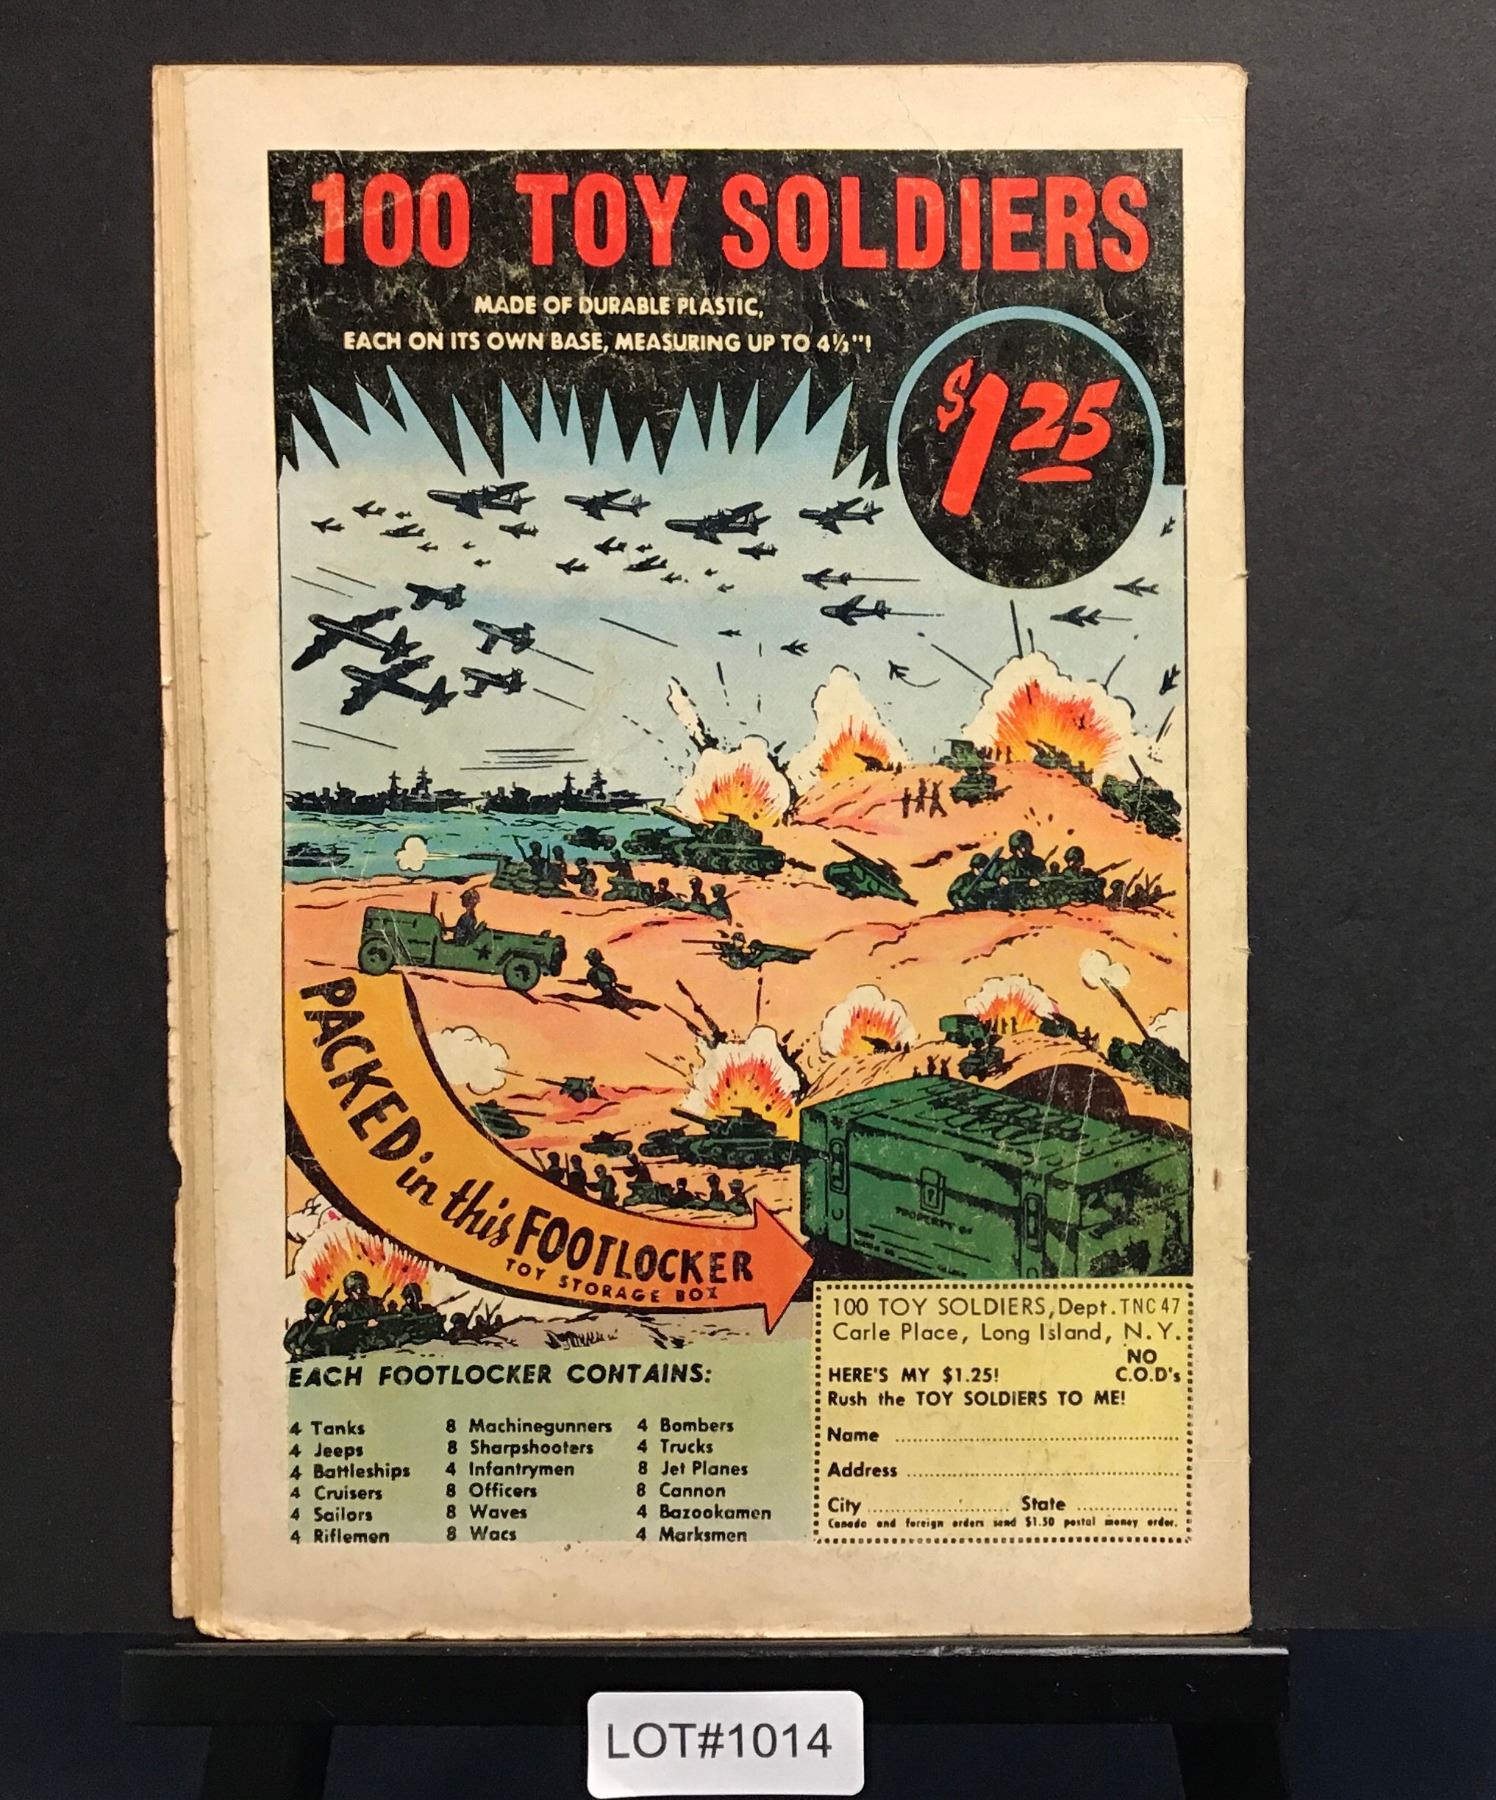 100 TOY SOLDIERS
MADE OF DURABLE PLASTIC,
EACH ON ITS OWN BASE, MEASURING UP TO 4½"!
$1.25
PACKED in this FOOTLOCKER
TOY STORAGE BOX
PROPERTY OF
100 TOY SOLDIERS, Dept. TNC47
Carle Place, Long Island, N.Y.
NO
HERE'S MY $1.25! C.O.D's
Rush the TOY SOLDIERS TO ME!
Name
Address
City State
Canada and foreign orders send $1.50 postal money order.
EACH FOOTLOCKER CONTAINS:
4 Tanks 8 Machinegunners 4 Bombers
4 Jeeps 8 Sharpshooters 4 Trucks
4 Battleships 4 Infantrymen 8 Jet Planes
4 Cruisers 8 Officers 8 Cannon
4 Sailors 8 Waves 4 Bazookamen
4 Riflemen 8 Wacs 4 Marksmen
LOT#1014